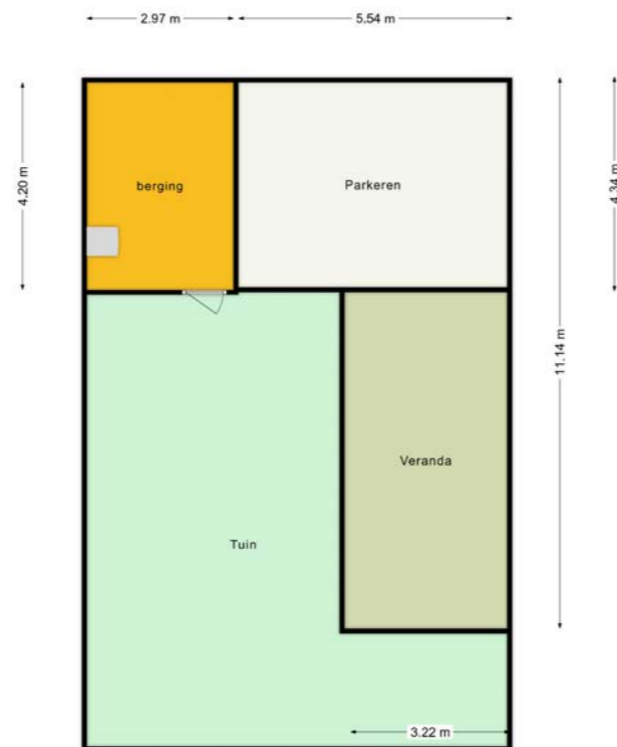 2.97 m
5.54 m
4.20 m
berging
Parkeren
4.34 m
11.14 m
Veranda
Tuin
3.22 m